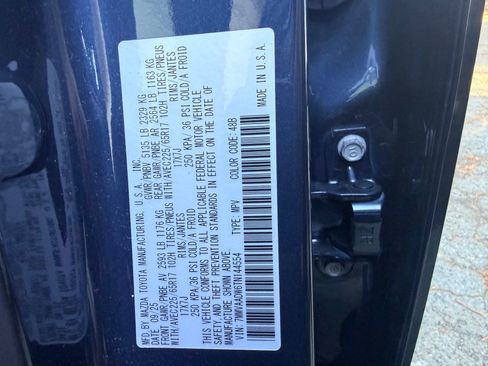 MFD.BY MAZDA TOYOTA MANUFACTURING, U.S.A., INC.
DATE: 09/25 GVWR/PNBV 5135 LB 2329 KG
FRONT GAWR/PNBE AV 2593 LB 1176 KG REAR GAWR/PNBE AR 2564 LB 1163 KG
WITH/AVEC225/65R17 102H TIRES/PNEUS WITH/AVEC225/65R17 102H TIRES/PNEUS
17X7J RIMS/JANTES 17X7J RIMS/JANTES
250 KPA/36 PSI COLD/A FROID 250 KPA/36 PSI COLD/A FROID
THIS VEHICLE CONFORMS TO ALL APPLICABLE FEDERAL MOTOR VEHICLE
SAFETY, AND THEFT PREVENTION STANDARDS IN EFFECT ON THE DATE OF
MANUFACTURE SHOWN ABOVE.
VIN: TYPE: MPV COLOR CODE: 48B MADE IN U.S.A.